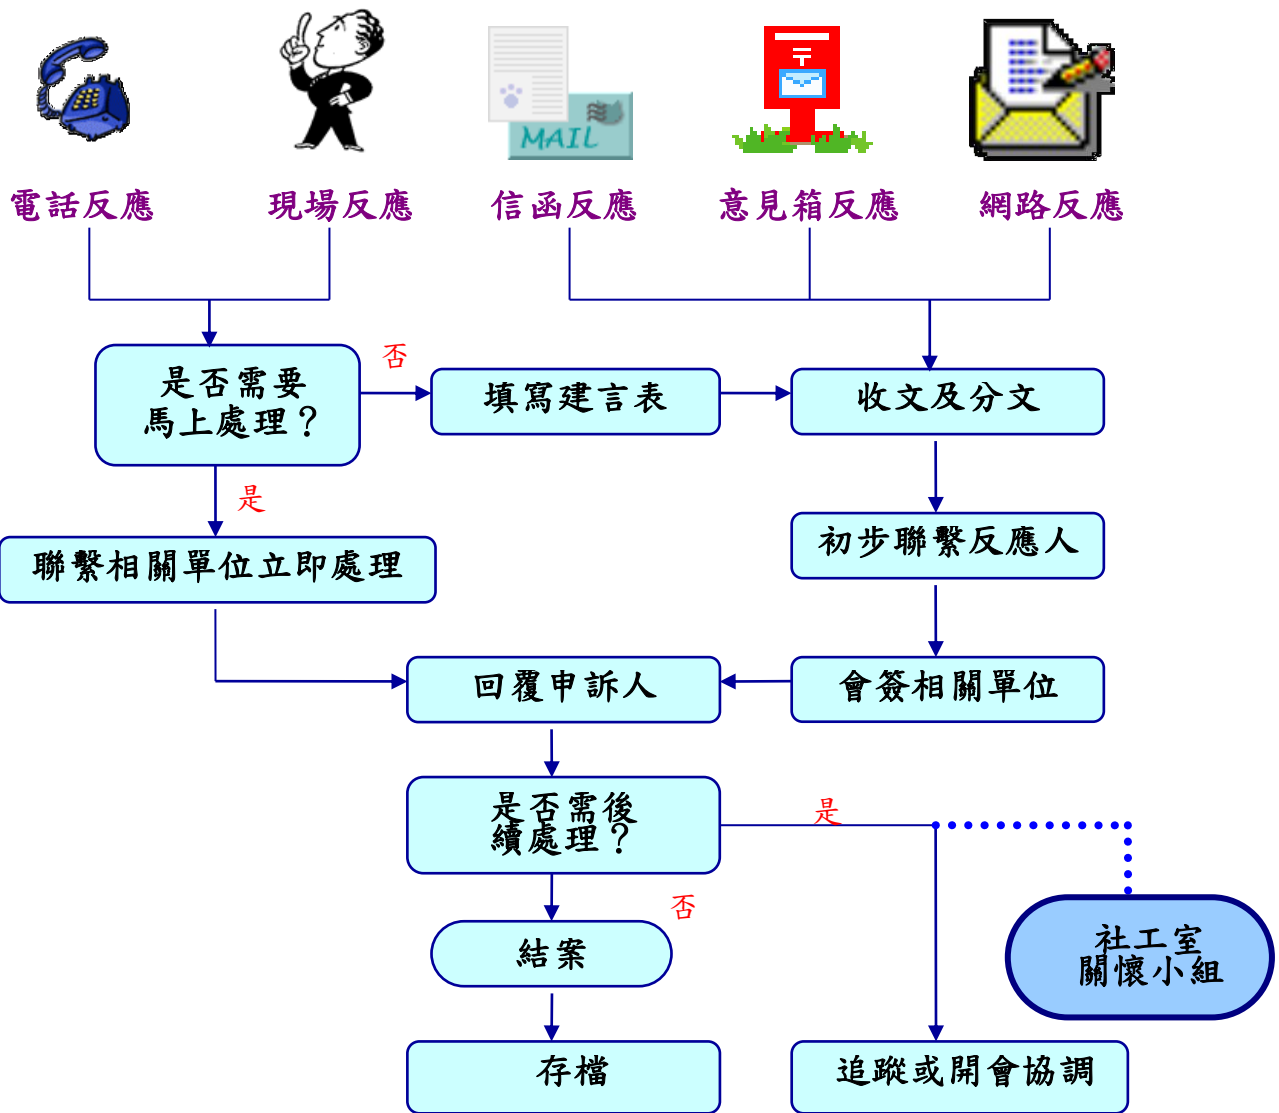 MAIL
電話反應
現場反應
信函反應
意見箱反應
網路反應
是否需要
馬上處理？
否
填寫建言表
收文及分文
是
聯繫相關單位立即處理
初步聯繫反應人
回覆申訴人
會簽相關單位
是否需後
續處理？
是
否
結案
社工室
關懷小組
存檔
追蹤或開會協調